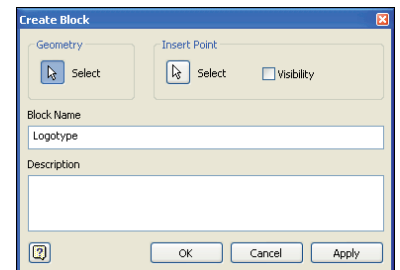 Create Block
Geometry
Insert Point
Select
Select
Visibility
Block Name
Logotype
Description
?
OK
Cancel
Apply